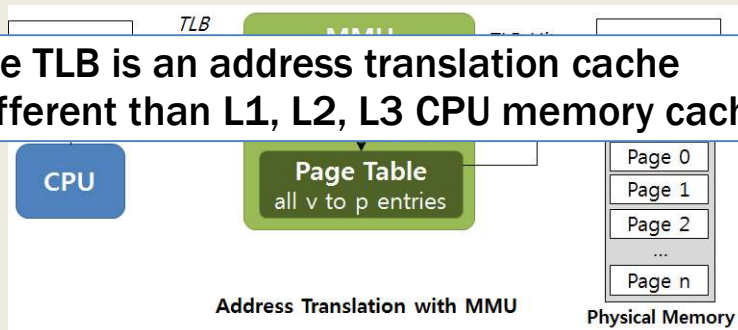 TLB
e TLB is an address translation cache
fferent than L1, L2, L3 CPU memory cach
CPU
Page Table
all v to p entries
Page 0
Page 1
Page 2
...
Page n
Address Translation with MMU
Physical Memory